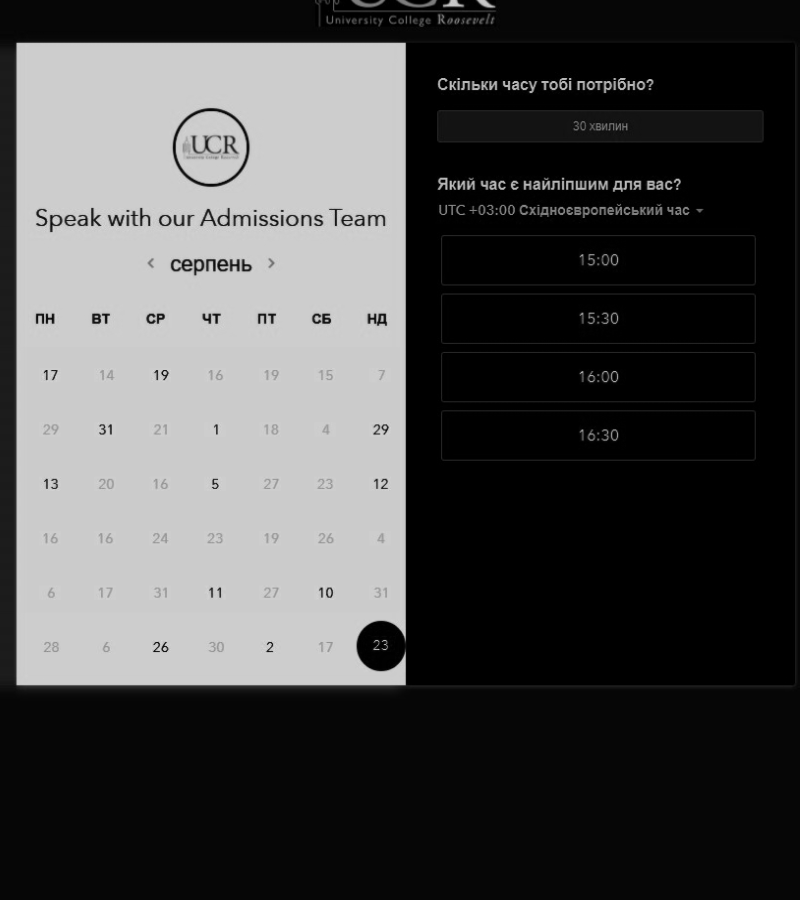 UCR
University College Roosevelt
UCR
Speak with our Admissions Team
серпень
ПН ВТ СР ЧТ ПТ СБ НД
17 14 19 16 19 15 7
29 31 21 1 18 4 29
13 20 16 5 27 23 12
16 16 24 23 19 26 4
6 17 31 11 27 10 31
28 6 26 30 2 17 23
Скільки часу тобі потрібно?
30 хвилин
Який час є найліпшим для вас?
UTC +03:00 Східноєвропейський час
15:00
15:30
16:00
16:30